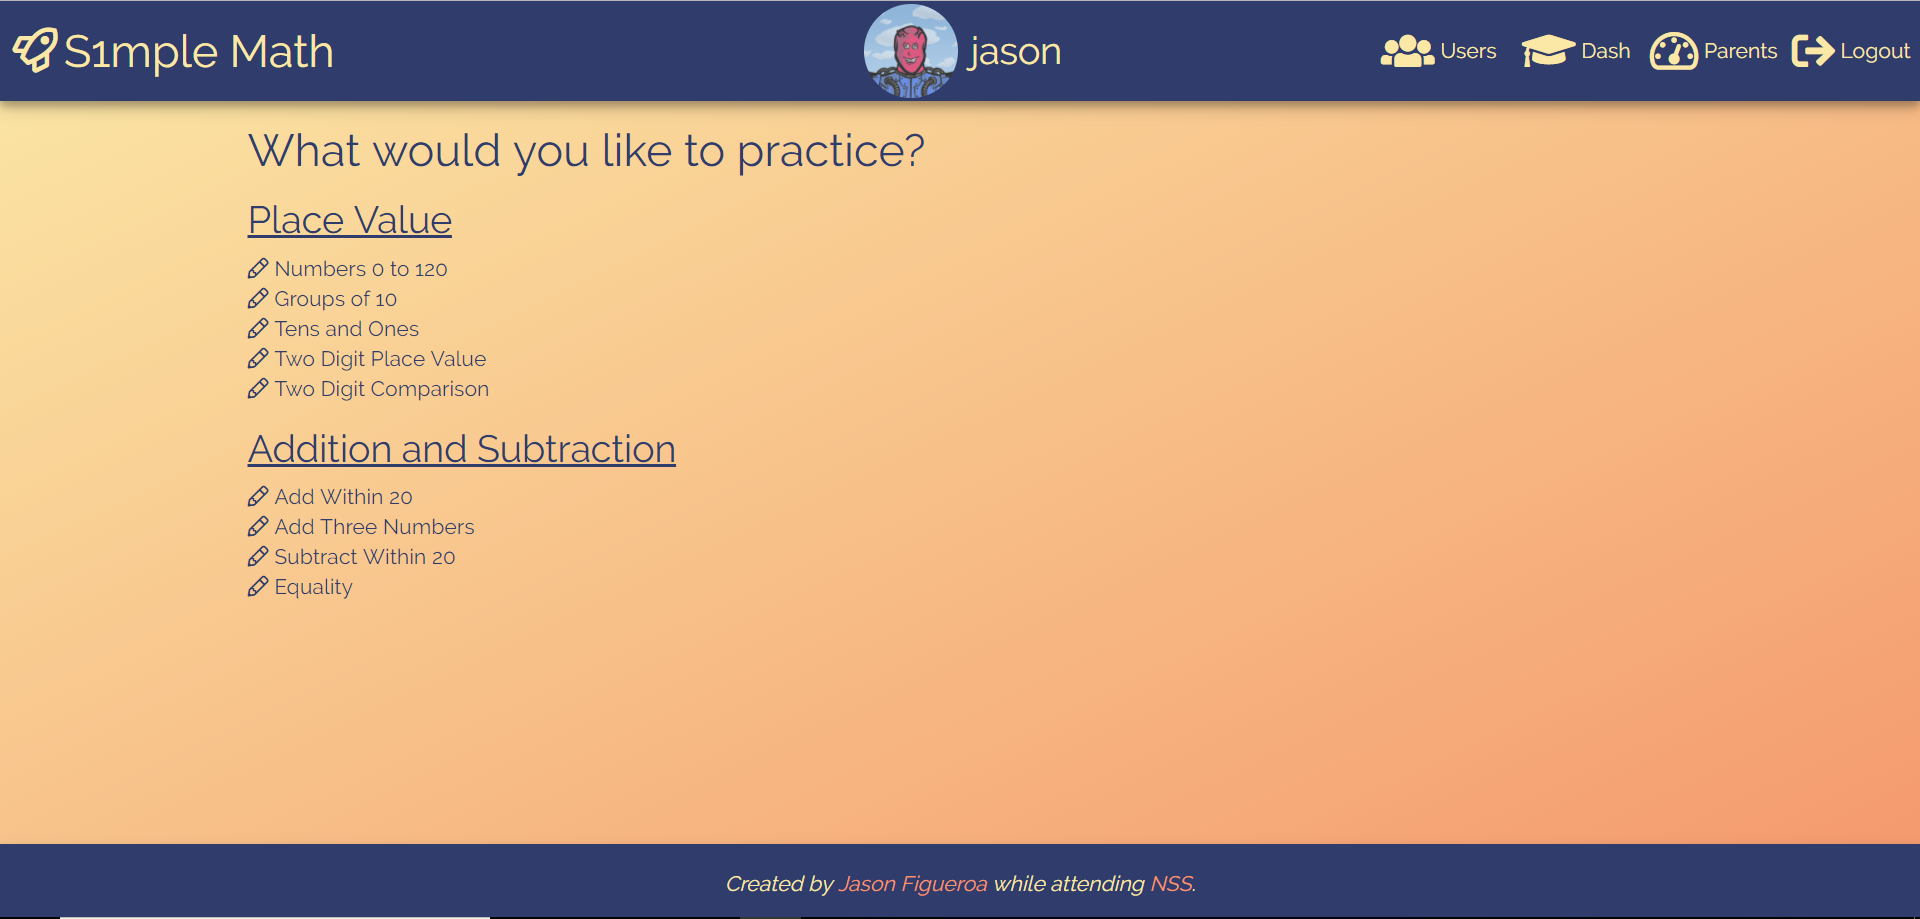 S1mple Math
jason
Users
Dash
Parents
Logout
What would you like to practice?
Place Value
Numbers 0 to 120
Groups of 10
Tens and Ones
Two Digit Place Value
Two Digit Comparison
Addition and Subtraction
Add Within 20
Add Three Numbers
Subtract Within 20
Equality
Created by Jason Figueroa while attending NSS.